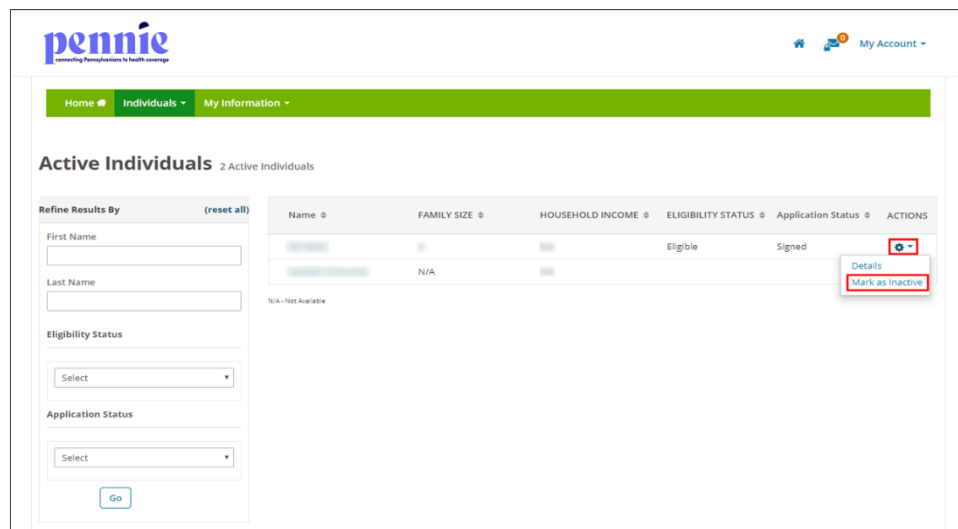 pennie
connecting Pennsylvanians to health coverage
0
My Account
Home Individuals My Information
Active Individuals 2 Active Individuals
Refine Results By (reset all)
First Name
Last Name
Eligibility Status
Select
Application Status
Select
Go
Name FAMILY SIZE HOUSEHOLD INCOME ELIGIBILITY STATUS Application Status ACTIONS
Eligible Signed
N/A
Details
Mark as Inactive
N/A - Not Available